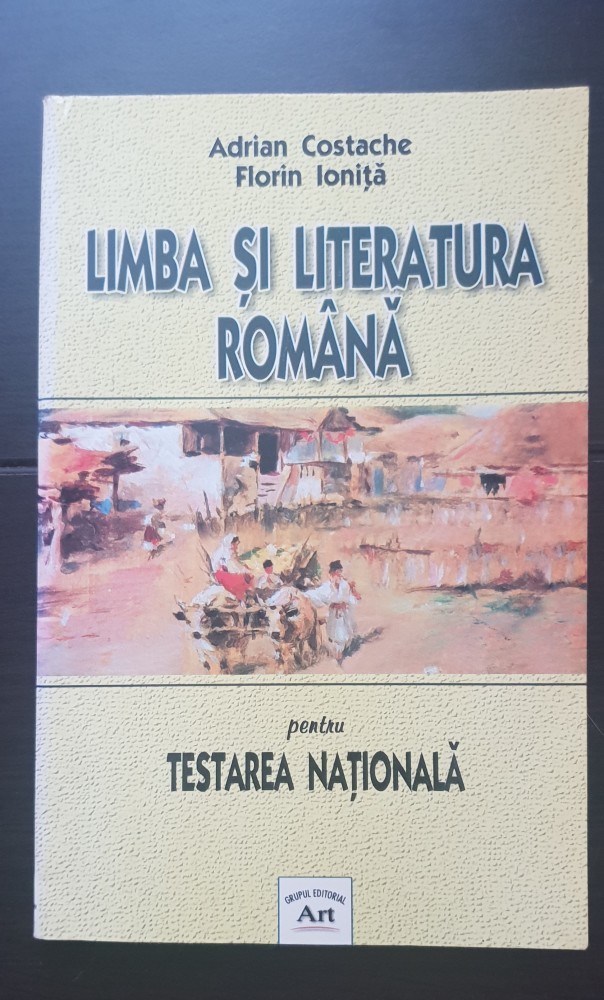 Adrian Costache
Florin Ioniță
LIMBA ȘI LITERATURA
ROMÂNĂ
pentru
TESTAREA NAȚIONALĂ
GRUPUL EDITORIAL
Art